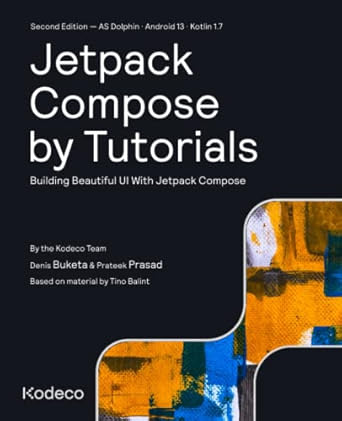 Second Edition — AS Dolphin · Android 13 · Kotlin 1.7
Jetpack
Compose
by Tutorials
Building Beautiful UI With Jetpack Compose
By the Kodeco Team
Denis Buketa & Prateek Prasad
Based on material by Tino Balint
Kodeco